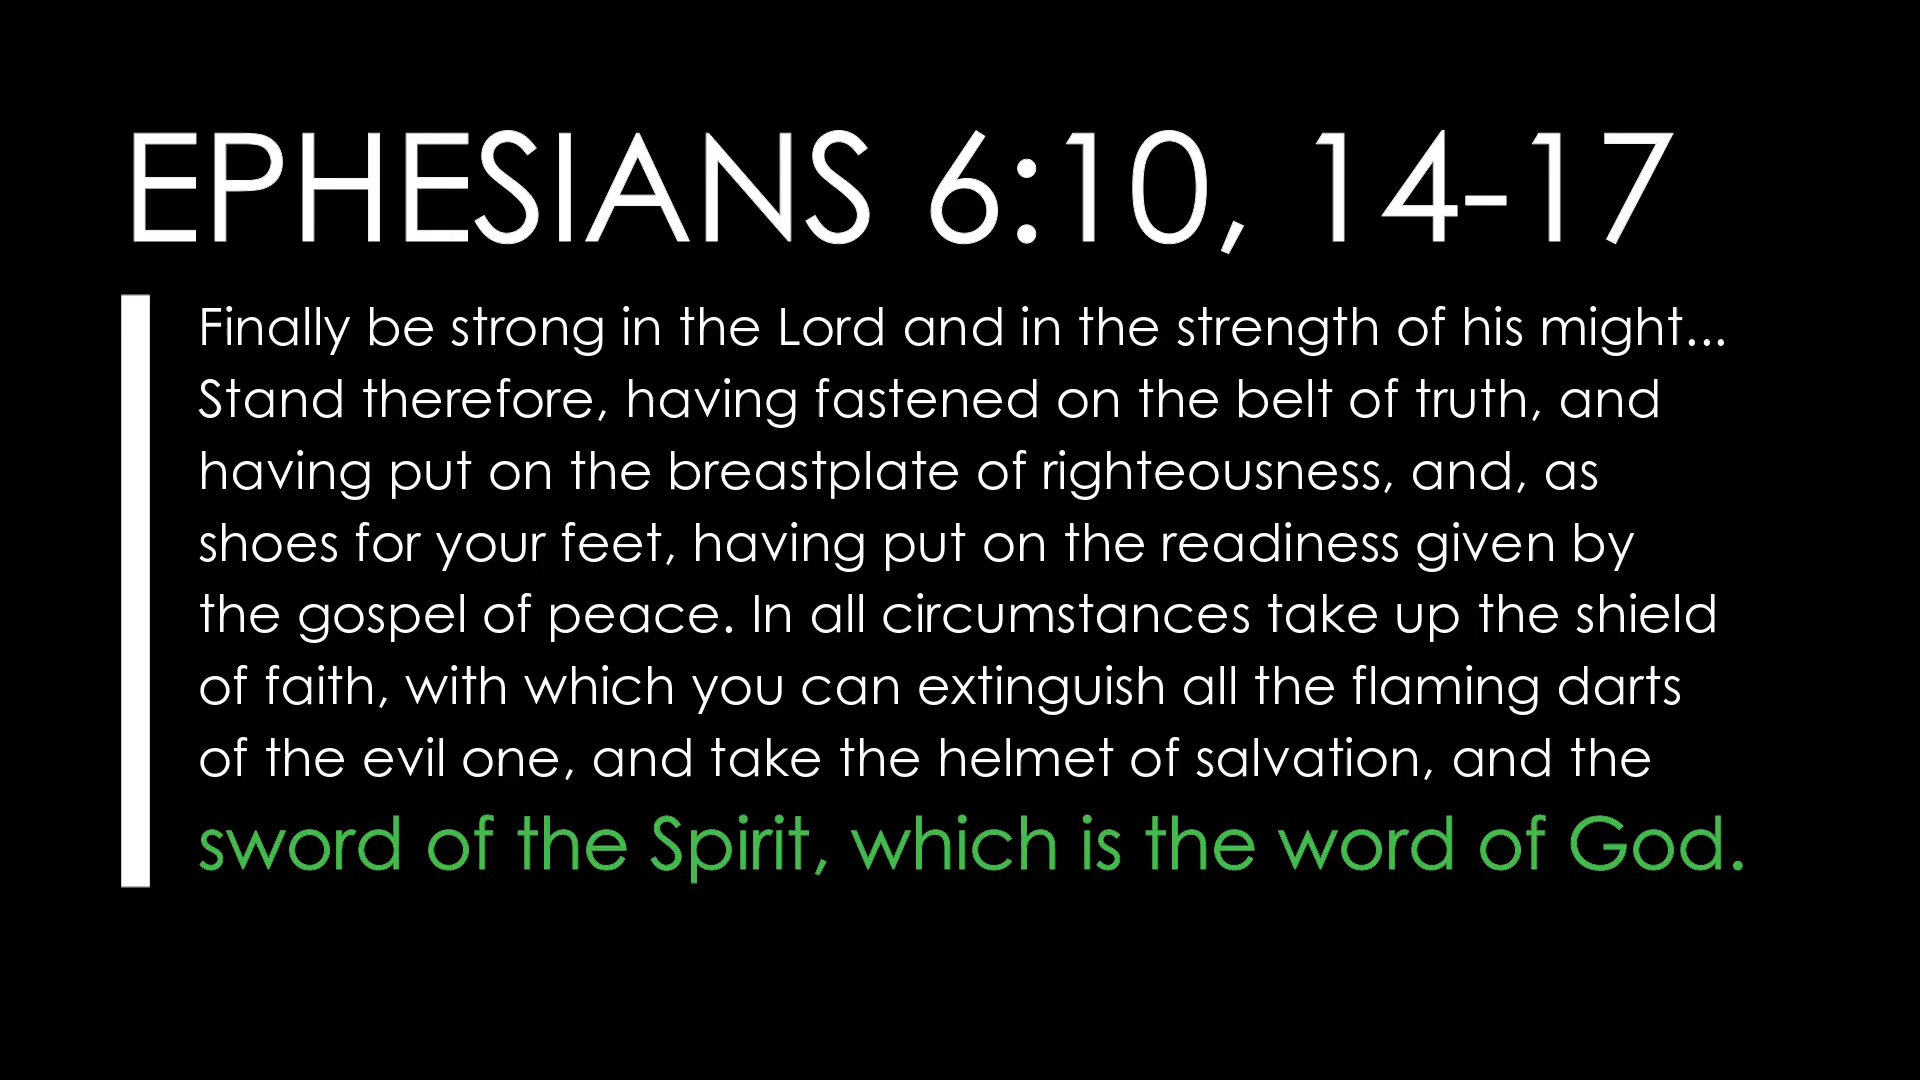 EPHESIANS 6:10, 14-17
Finally be strong in the Lord and in the strength of his might...
Stand therefore, having fastened on the belt of truth, and
having put on the breastplate of righteousness, and, as
shoes for your feet, having put on the readiness given by
the gospel of peace. In all circumstances take up the shield
of faith, with which you can extinguish all the flaming darts
of the evil one, and take the helmet of salvation, and the
sword of the Spirit, which is the word of God.